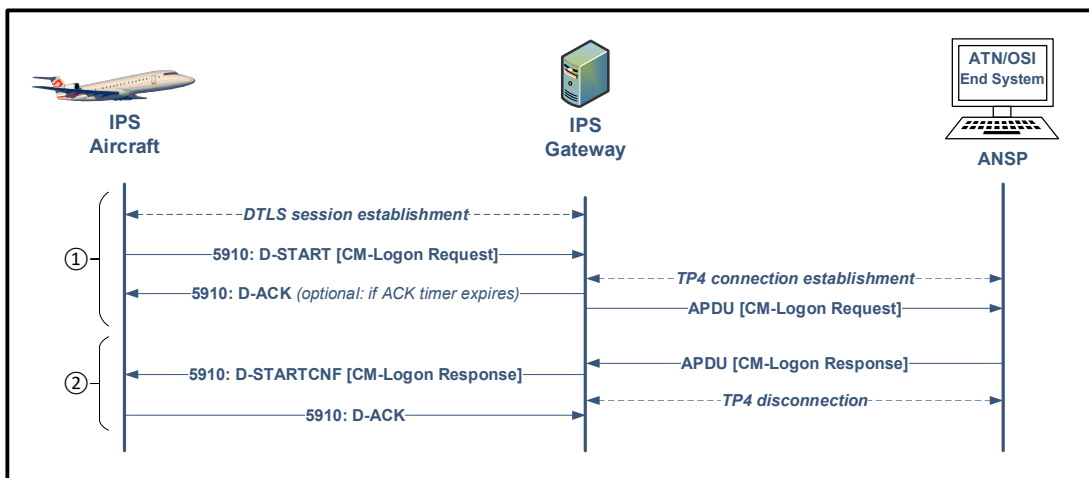 ATN/OSI
End System
IPS
Aircraft
IPS
Gateway
ANSP
DTLS session establishment
①
5910: D-START [CM-Logon Request]
TP4 connection establishment
5910: D-ACK (optional: if ACK timer expires)
APDU [CM-Logon Request]
APDU [CM-Logon Response]
②
5910: D-STARTCNF [CM-Logon Response]
TP4 disconnection
5910: D-ACK